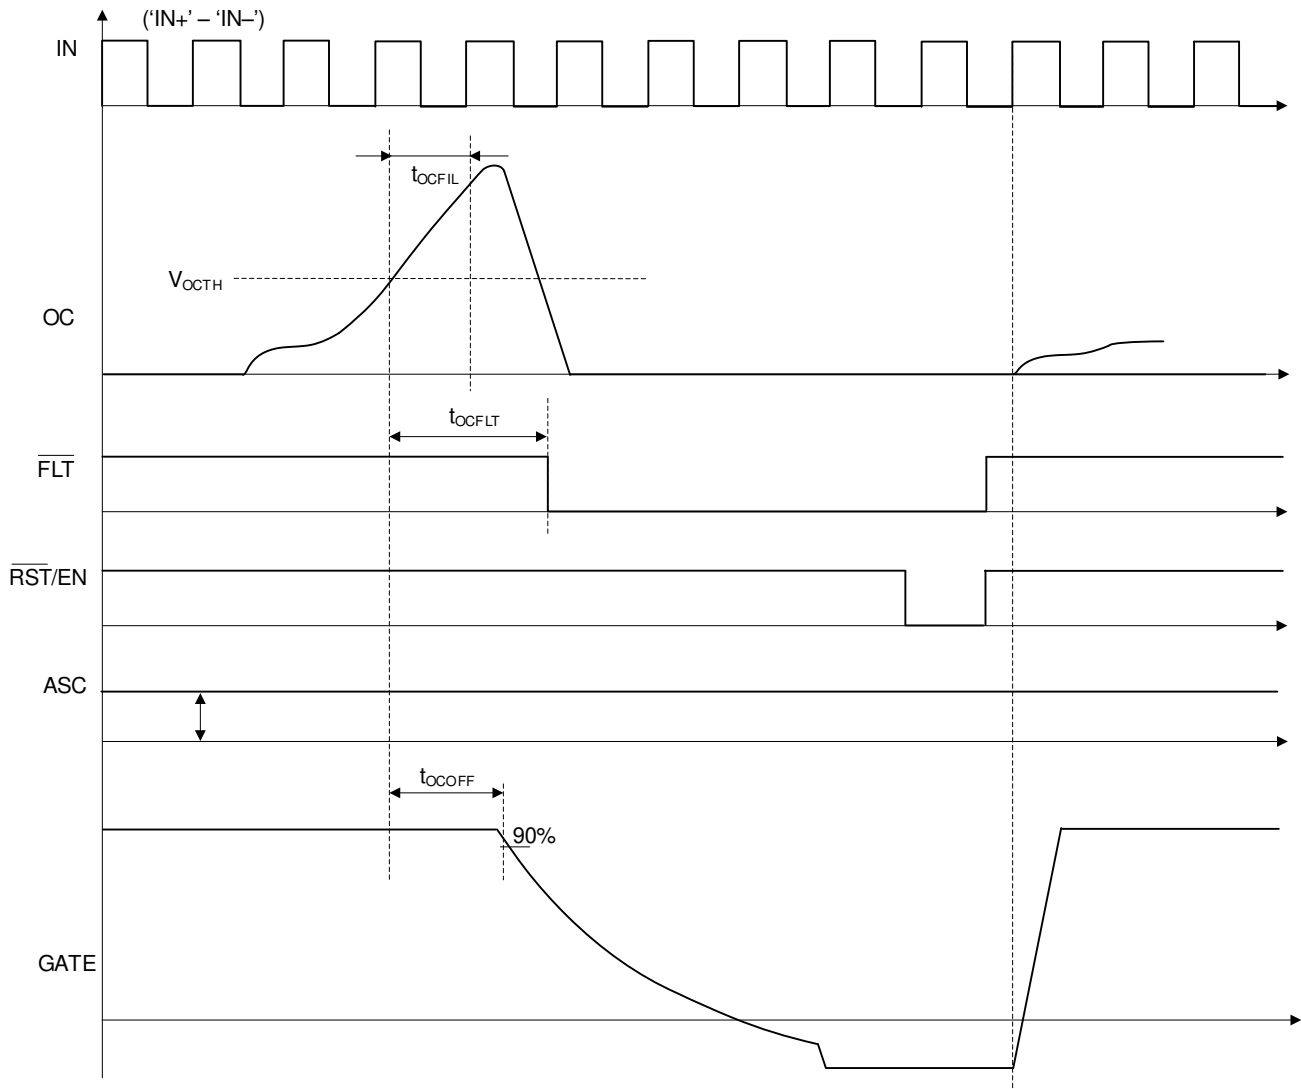 ('IN+' – 'IN–')
IN
tOCFIL
VOCTH
OC
tOCFLT
FLT
RST/EN
ASC
tOCOFF
90%
GATE